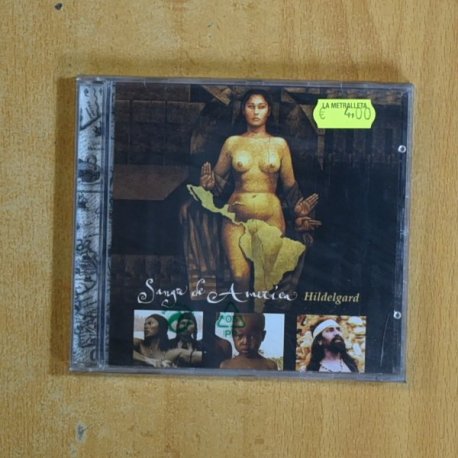 LA METRALLETA
€ 4,00
Sangre de America Hildelgard